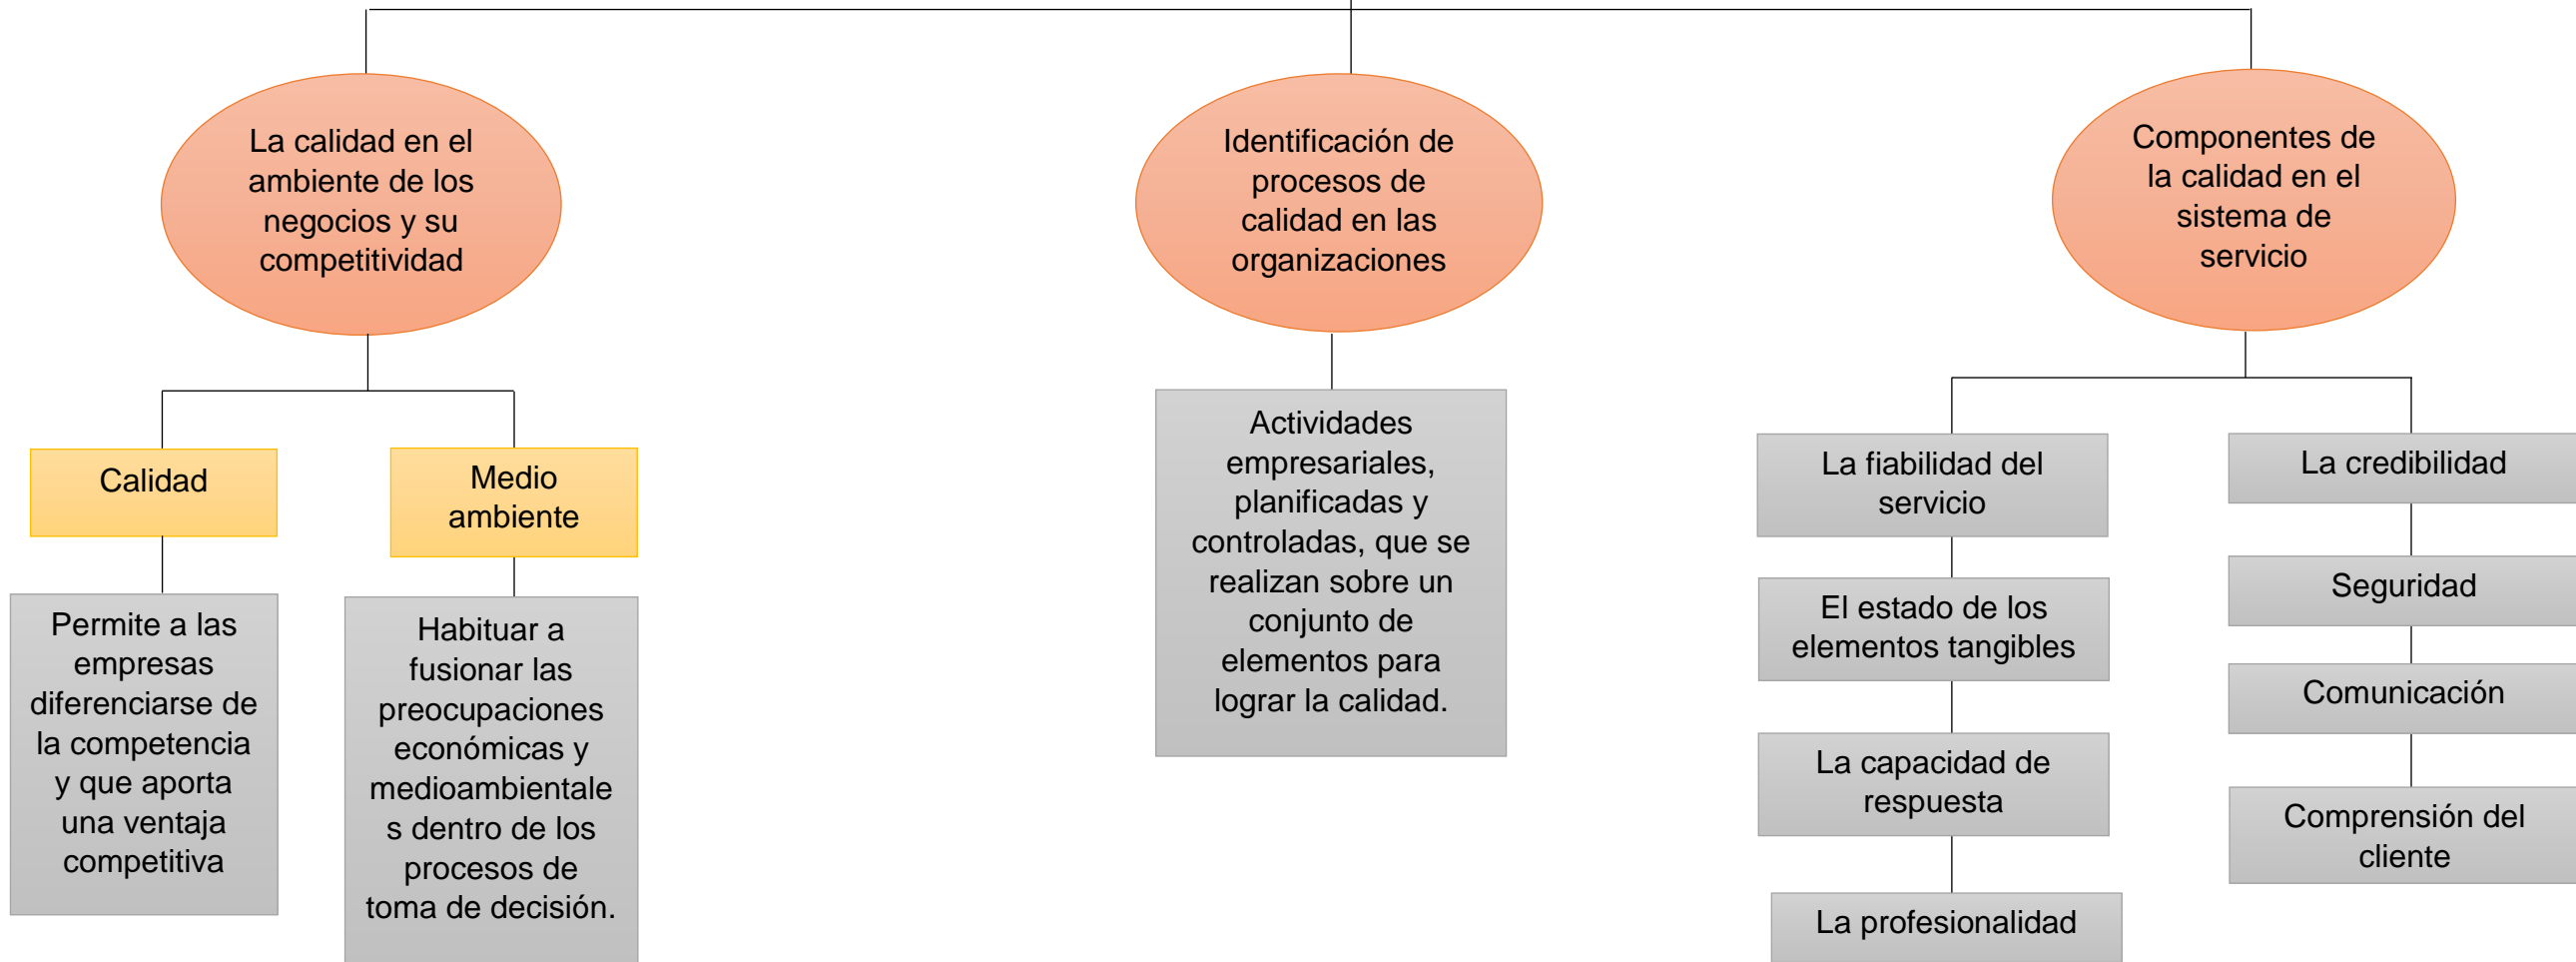 La calidad en el
ambiente de los
negocios y su
competitividad
Identificación de
procesos de
calidad en las
organizaciones
Componentes de
la calidad en el
sistema de
servicio
Calidad
Medio
ambiente
Permite a las
empresas
diferenciarse de
la competencia
y que aporta
una ventaja
competitiva
Habituar a
fusionar las
preocupaciones
económicas y
medioambientale
s dentro de los
procesos de
toma de decisión.
Actividades
empresariales,
planificadas y
controladas, que se
realizan sobre un
conjunto de
elementos para
lograr la calidad.
La fiabilidad del
servicio
El estado de los
elementos tangibles
La capacidad de
respuesta
La profesionalidad
La credibilidad
Seguridad
Comunicación
Comprensión del
cliente